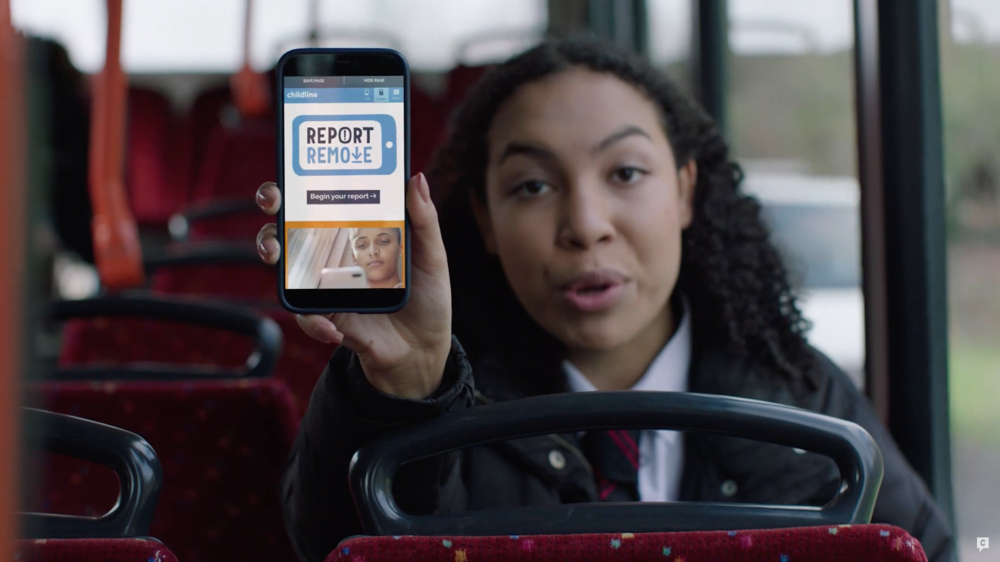 SAVE PAGE
HIDE PAGE
childline
REPORT
REMOVE
Begin your report →
C